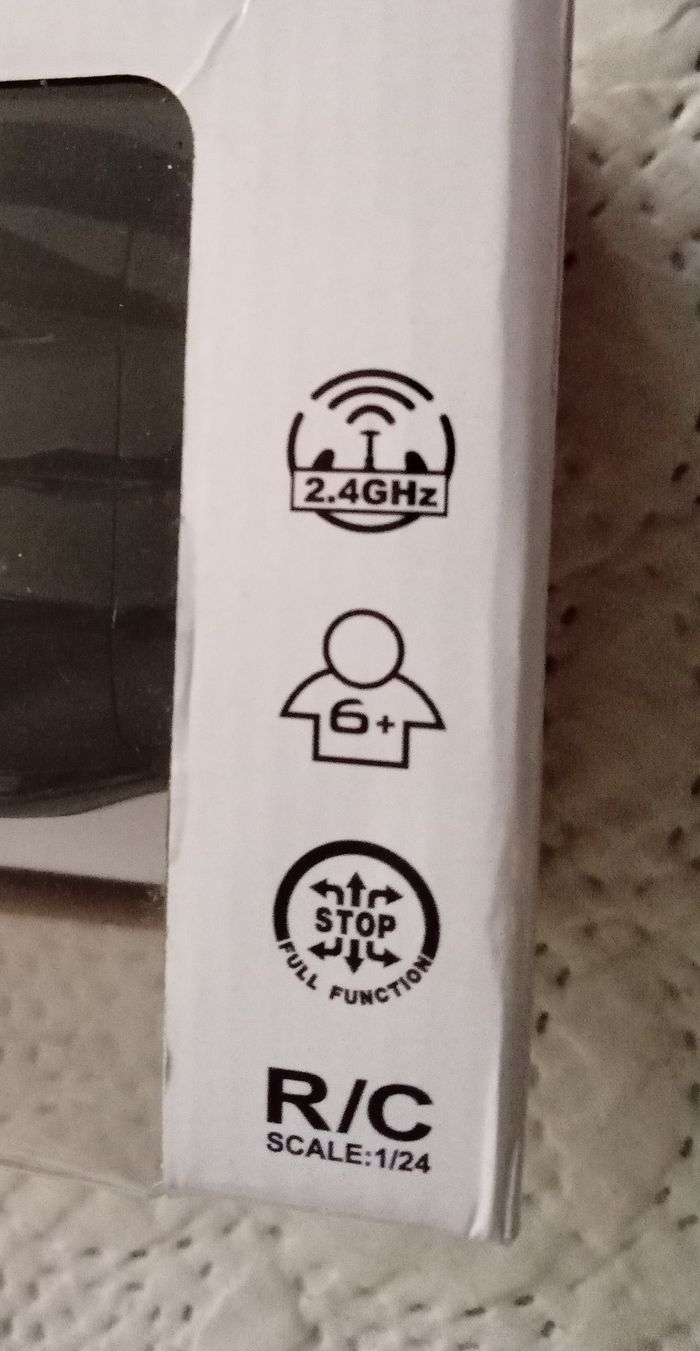 2.4GHz
6+
STOP
FULL FUNCTION
R/C
SCALE:1/24